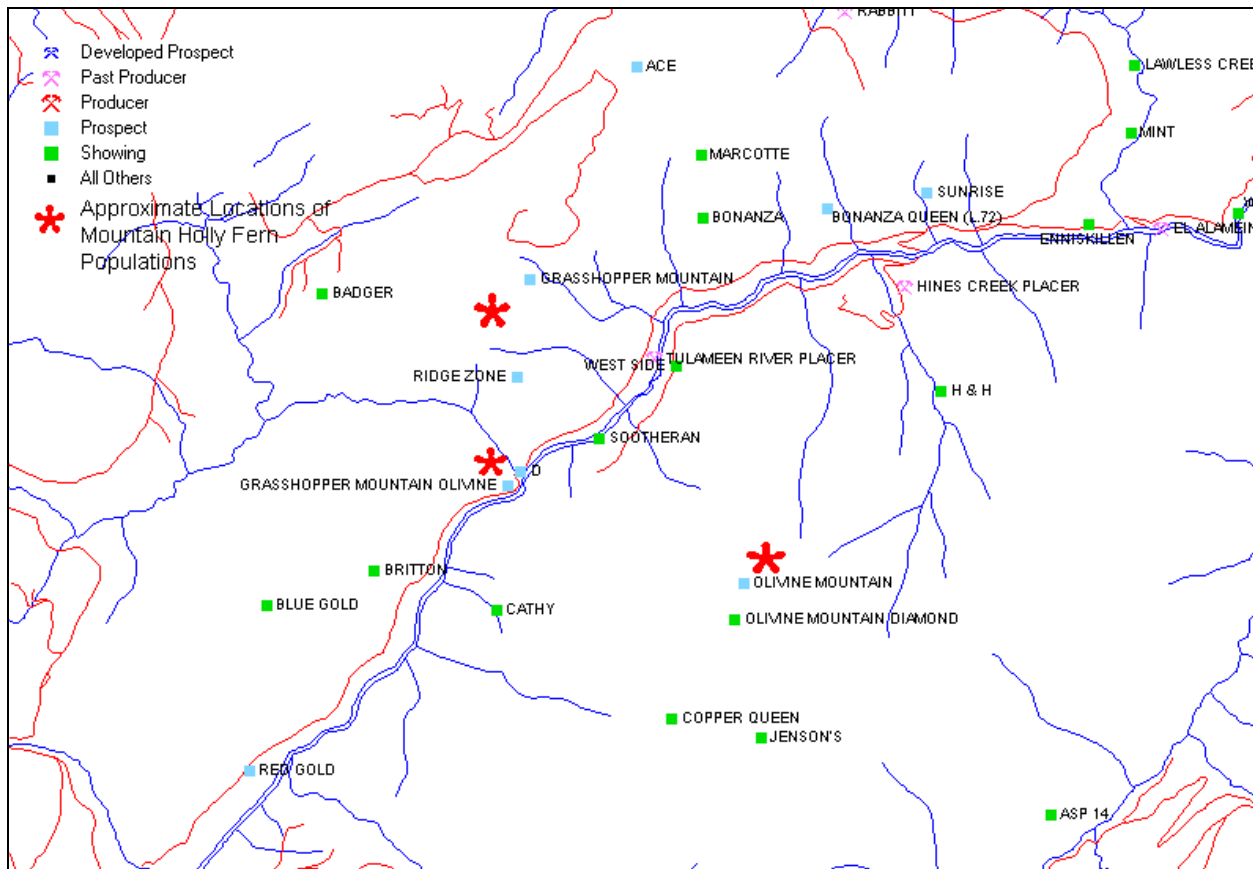 Developed Prospect
Past Producer
Producer
Prospect
Showing
All Others
Approximate Locations of
Mountain Holly Fern
Populations
RABBITT
ACE
LAWLESS CREE
MINT
MARCOTTE
SUNRISE
BONANZA
BONANZA QUEEN (L.72)
ENNISKILLEN
EL ALAMEIN
GRASSHOPPER MOUNTAIN
BADGER
HINES CREEK PLACER
TULAMEEN RIVER PLACER
WEST SIDE
RIDGE ZONE
H & H
SOOTHERAN
D
GRASSHOPPER MOUNTAIN OLIVINE
BRITTON
OLIVINE MOUNTAIN
BLUE GOLD
CATHY
OLIVINE MOUNTAIN DIAMOND
COPPER QUEEN
JENSON'S
RED GOLD
ASP 14